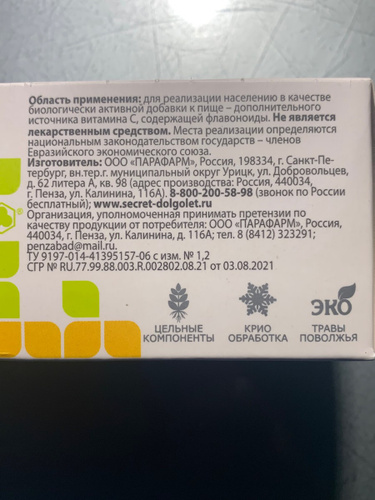 Область применения: для реализации населению в качестве
биологически активной добавки к пище – дополнительного
источника витамина С, содержащей флавоноиды. Не является
лекарственным средством. Места реализации определяются
национальным законодательством государств – членов
Евразийского экономического союза.
Изготовитель: ООО «ПАРАФАРМ», Россия, 198334, г. Санкт-Пе-
тербург, вн.тер.г. муниципальный округ Урицк, ул. Добровольцев,
д. 62 литера А, кв. 98 (адрес производства: Россия, 440034,
г. Пенза, ул. Калинина, 116А). 8-800-200-58-98 (звонок по России
бесплатный); www.secret-dolgolet.ru
Организация, уполномоченная принимать претензии по
качеству продукции от потребителя: ООО «ПАРАФАРМ», Россия,
440034, г. Пенза, ул. Калинина, д. 116А; тел. 8 (8412) 323291;
penzabad@mail.ru.
ТУ 9197-014-41395157-06 с изм. № 1,2
СГР № RU.77.99.88.003.R.002802.08.21 от 03.08.2021
ЦЕЛЬНЫЕ
КОМПОНЕНТЫ
КРИО
ОБРАБОТКА
ЭКО
ТРАВЫ
ПОВОЛЖЬЯ